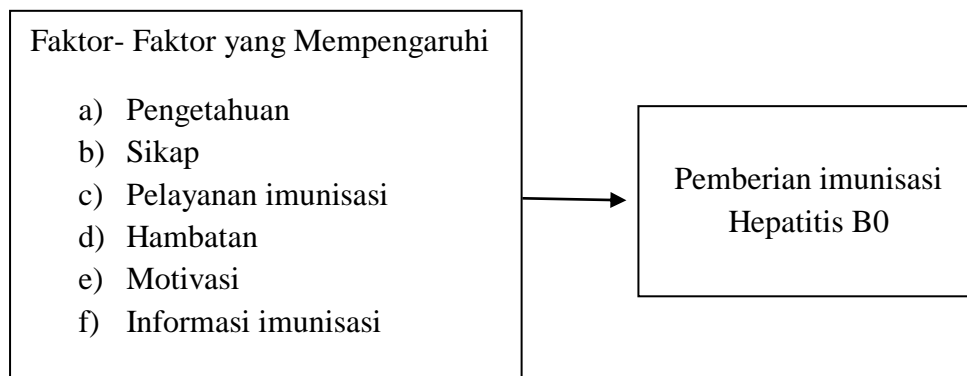 Faktor- Faktor yang Mempengaruhi
a) Pengetahuan
b) Sikap
c) Pelayanan imunisasi
d) Hambatan
e) Motivasi
f) Informasi imunisasi
Pemberian imunisasi
Hepatitis B0